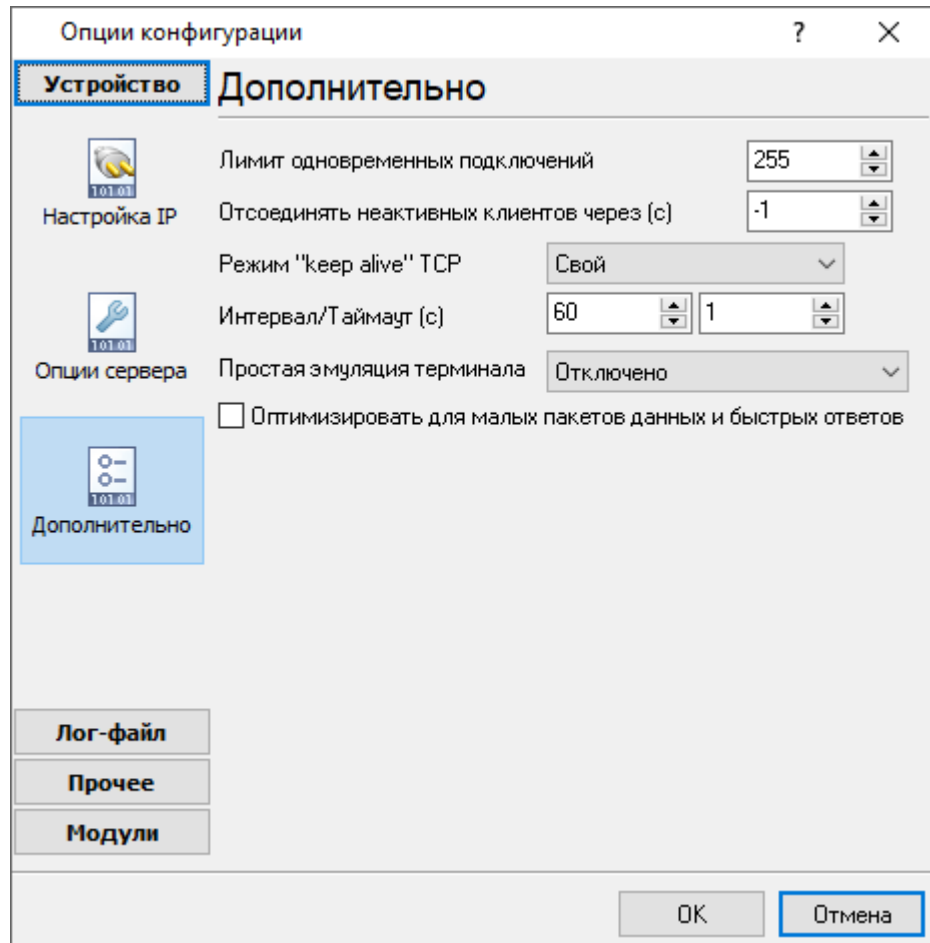 Опции конфигурации ?
Устройство
Дополнительно
101.01
Настройка IP
101.01
Опции сервера
101.01
Дополнительно
Лимит одновременных подключений 255
Отсоединять неактивных клиентов через (с) -1
Режим "keep alive" TCP Свой
Интервал/Таймаут (с) 60 1
Простая эмуляция терминала Отключено
Оптимизировать для малых пакетов данных и быстрых ответов
Лог-файл
Прочее
Модули
OK Отмена